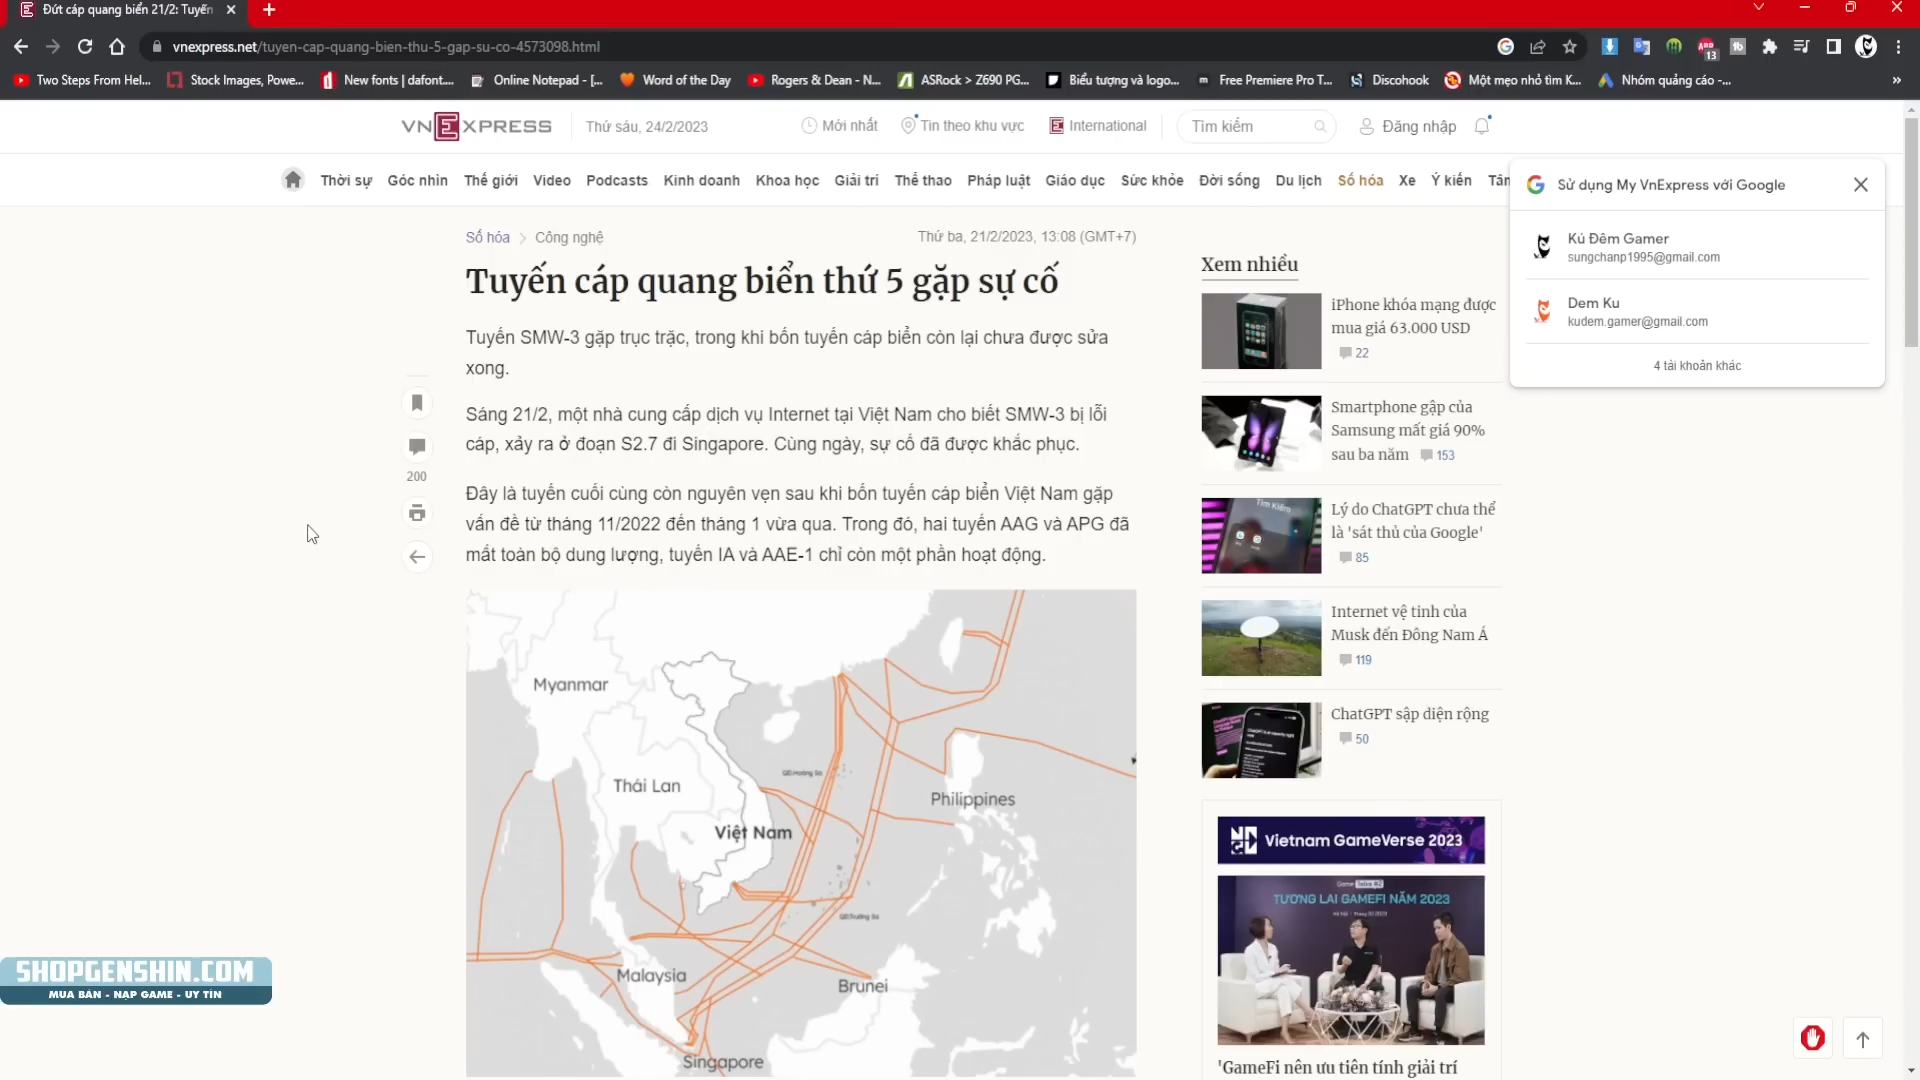 Đứt cáp quang biển 21/2: Tuyến
vnexpress.net/tuyen-cap-quang-bien-thu-5-gap-su-co-4573098.html
13
Two Steps From Hel...
Stock Images, Powe...
New fonts | dafont....
Online Notepad - [...
Word of the Day
Rogers & Dean - N...
ASRock > Z690 PG...
Biểu tượng và logo...
Free Premiere Pro T...
Discohook
Một mẹo nhỏ tìm K...
Nhóm quảng cáo -...
VNEXPRESS
Thứ sáu, 24/2/2023
Mới nhất
Tin theo khu vực
International
Tìm kiếm
Đăng nhập
Thời sự
Góc nhìn
Thế giới
Video
Podcasts
Kinh doanh
Khoa học
Giải trí
Thể thao
Pháp luật
Giáo dục
Sức khỏe
Đời sống
Du lịch
Số hóa
Xe
Ý kiến
Tân
Sử dụng My VnExpress với Google
Kú Đêm Gamer
sungchanp1995@gmail.com
Dem Ku
kudem.gamer@gmail.com
4 tài khoản khác
Số hóa > Công nghệ
Thứ ba, 21/2/2023, 13:08 (GMT+7)
Tuyến cáp quang biển thứ 5 gặp sự cố
Tuyến SMW-3 gặp trục trặc, trong khi bốn tuyến cáp biển còn lại chưa được sửa
xong.
Sáng 21/2, một nhà cung cấp dịch vụ Internet tại Việt Nam cho biết SMW-3 bị lỗi
cáp, xảy ra ở đoạn S2.7 đi Singapore. Cùng ngày, sự cố đã được khắc phục.
Đây là tuyến cuối cùng còn nguyên vẹn sau khi bốn tuyến cáp biển Việt Nam gặp
vấn đề từ tháng 11/2022 đến tháng 1 vừa qua. Trong đó, hai tuyến AAG và APG đã
mất toàn bộ dung lượng, tuyến IA và AAE-1 chỉ còn một phần hoạt động.
200
Myanmar
Thái Lan
Việt Nam
QĐ.Hoàng Sa
Philippines
QĐ.Trường Sa
Malaysia
Brunei
Singapore
Xem nhiều
iPhone khóa mạng được
mua giá 63.000 USD
22
Smartphone gập của
Samsung mất giá 90%
sau ba năm 153
Tìm Kiếm
Lý do ChatGPT chưa thể
là 'sát thủ của Google'
85
Internet vệ tinh của
Musk đến Đông Nam Á
119
ChatGPT sập diện rộng
50
Vietnam GameVerse 2023
TƯƠNG LAI GAMEFI NĂM 2023
'GameFi nên ưu tiên tính giải trí
SHOPGENSHIN.COM
MUA BÁN - NẠP GAME - UY TÍN